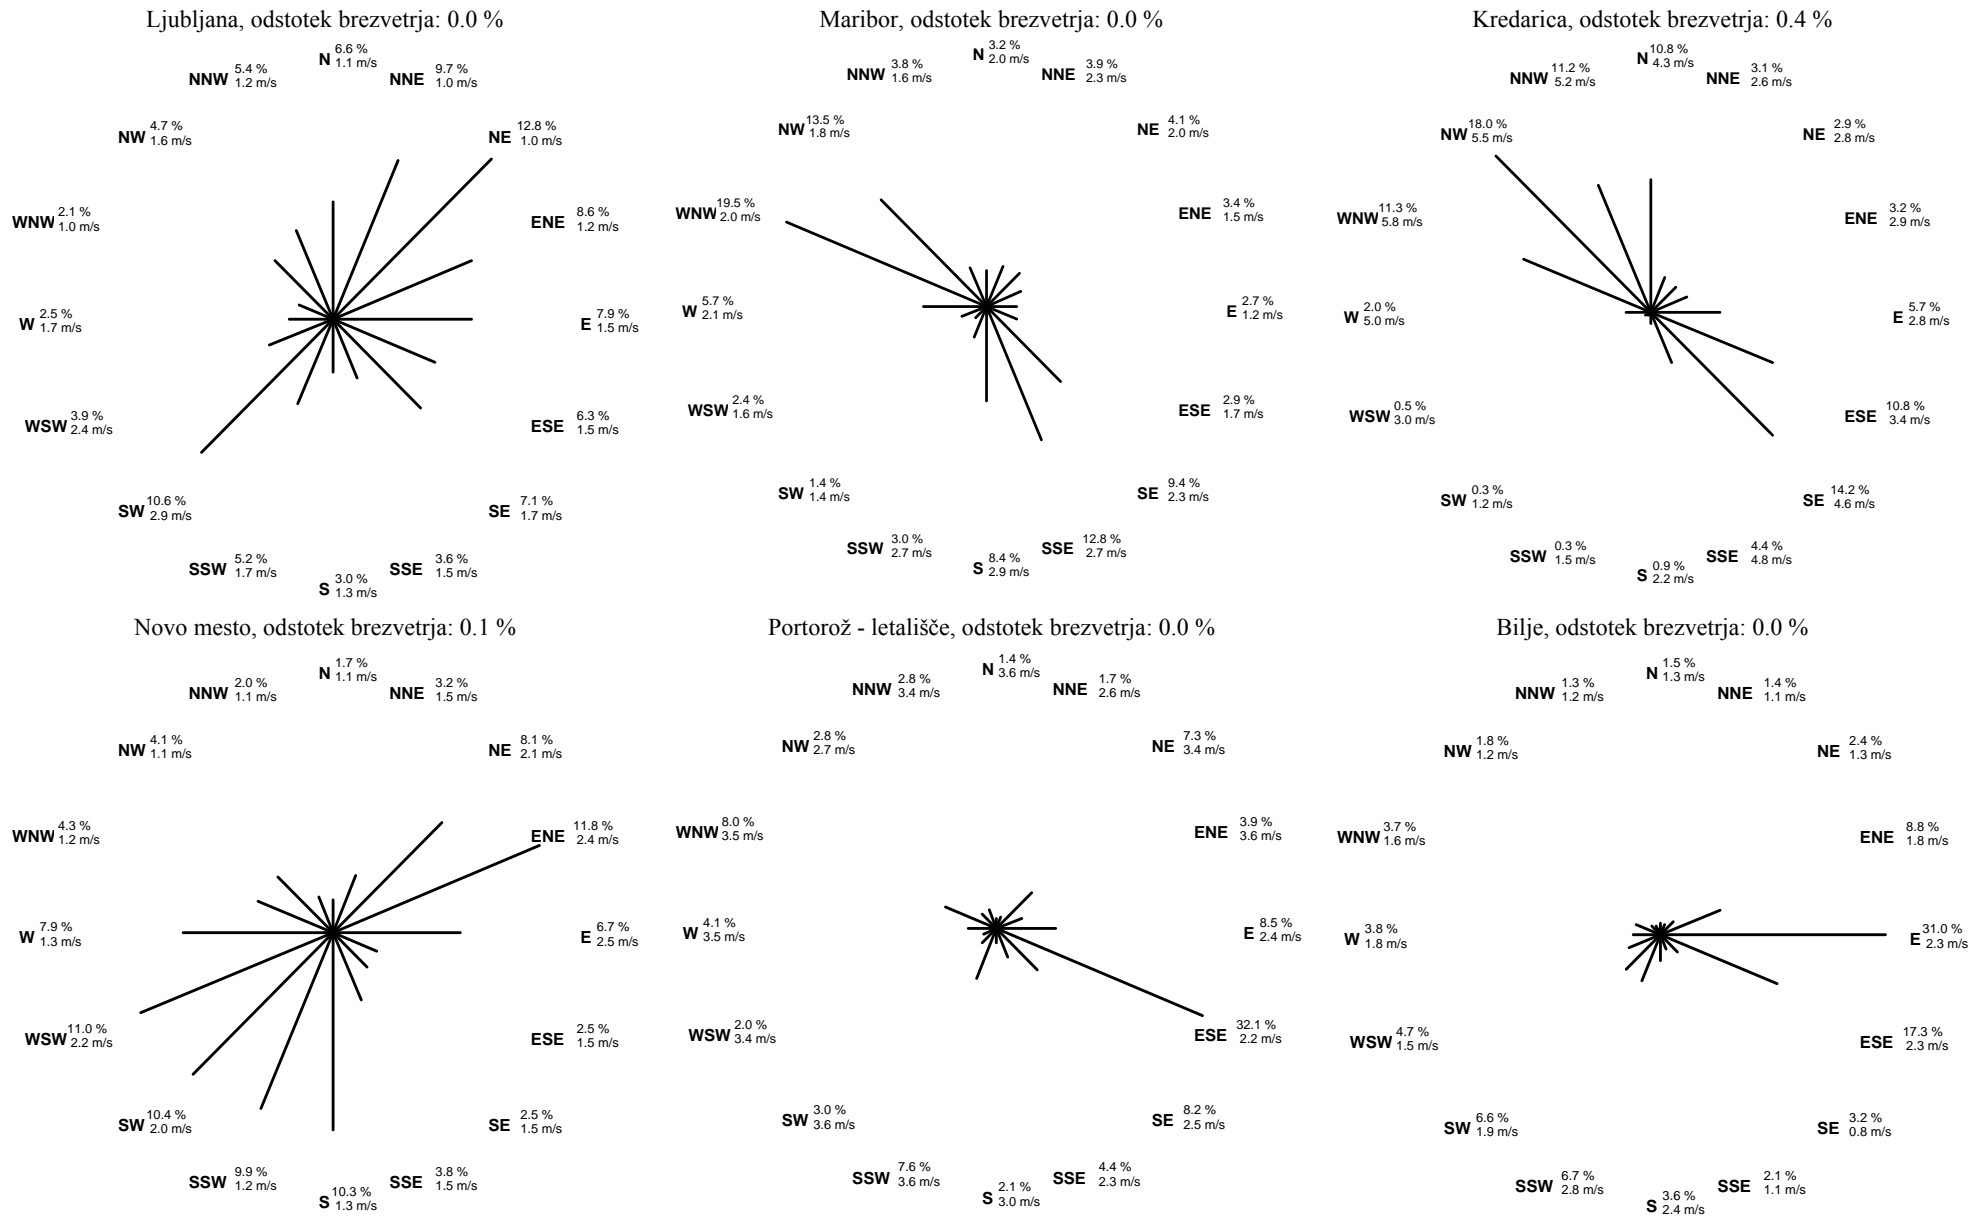 Ljubljana, odstotek brezvetrja: 0.0 %
N 6.6 %
1.1 m/s
NNW 5.4 %
1.2 m/s
NNE 9.7 %
1.0 m/s
NW 4.7 %
1.6 m/s
NE 12.8 %
1.0 m/s
WNW 2.1 %
1.0 m/s
ENE 8.6 %
1.2 m/s
W 2.5 %
1.7 m/s
E 7.9 %
1.5 m/s
WSW 3.9 %
2.4 m/s
ESE 6.3 %
1.5 m/s
SW 10.6 %
2.9 m/s
SE 7.1 %
1.7 m/s
SSW 5.2 %
1.7 m/s
SSE 3.6 %
1.5 m/s
S 3.0 %
1.3 m/s
Maribor, odstotek brezvetrja: 0.0 %
N 3.2 %
2.0 m/s
NNW 3.8 %
1.6 m/s
NNE 3.9 %
2.3 m/s
NW 13.5 %
1.8 m/s
NE 4.1 %
2.0 m/s
WNW 19.5 %
2.0 m/s
ENE 3.4 %
1.5 m/s
W 5.7 %
2.1 m/s
E 2.7 %
1.2 m/s
WSW 2.4 %
1.6 m/s
ESE 2.9 %
1.7 m/s
SW 1.4 %
1.4 m/s
SE 9.4 %
2.3 m/s
SSW 3.0 %
2.7 m/s
SSE 12.8 %
2.7 m/s
S 8.4 %
2.9 m/s
Kredarica, odstotek brezvetrja: 0.4 %
N 10.8 %
4.3 m/s
NNW 11.2 %
5.2 m/s
NNE 3.1 %
2.6 m/s
NW 18.0 %
5.5 m/s
NE 2.9 %
2.8 m/s
WNW 11.3 %
5.8 m/s
ENE 3.2 %
2.9 m/s
W 2.0 %
5.0 m/s
E 5.7 %
2.8 m/s
WSW 0.5 %
3.0 m/s
ESE 10.8 %
3.4 m/s
SW 0.3 %
1.2 m/s
SE 14.2 %
4.6 m/s
SSW 0.3 %
1.5 m/s
SSE 4.4 %
4.8 m/s
S 0.9 %
2.2 m/s
Novo mesto, odstotek brezvetrja: 0.1 %
N 1.7 %
1.1 m/s
NNW 2.0 %
1.1 m/s
NNE 3.2 %
1.5 m/s
NW 4.1 %
1.1 m/s
NE 8.1 %
2.1 m/s
WNW 4.3 %
1.2 m/s
ENE 11.8 %
2.4 m/s
W 7.9 %
1.3 m/s
E 6.7 %
2.5 m/s
WSW 11.0 %
2.2 m/s
ESE 2.5 %
1.5 m/s
SW 10.4 %
2.0 m/s
SE 2.5 %
1.5 m/s
SSW 9.9 %
1.2 m/s
SSE 3.8 %
1.5 m/s
S 10.3 %
1.3 m/s
Portorož - letališče, odstotek brezvetrja: 0.0 %
N 1.4 %
3.6 m/s
NNW 2.8 %
3.4 m/s
NNE 1.7 %
2.6 m/s
NW 2.8 %
2.7 m/s
NE 7.3 %
3.4 m/s
WNW 8.0 %
3.5 m/s
ENE 3.9 %
3.6 m/s
W 4.1 %
3.5 m/s
E 8.5 %
2.4 m/s
WSW 2.0 %
3.4 m/s
ESE 32.1 %
2.2 m/s
SW 3.0 %
3.6 m/s
SE 8.2 %
2.5 m/s
SSW 7.6 %
3.6 m/s
SSE 4.4 %
2.3 m/s
S 2.1 %
3.0 m/s
Bilje, odstotek brezvetrja: 0.0 %
N 1.5 %
1.3 m/s
NNW 1.3 %
1.2 m/s
NNE 1.4 %
1.1 m/s
NW 1.8 %
1.2 m/s
NE 2.4 %
1.3 m/s
WNW 3.7 %
1.6 m/s
ENE 8.8 %
1.8 m/s
W 3.8 %
1.8 m/s
E 31.0 %
2.3 m/s
WSW 4.7 %
1.5 m/s
ESE 17.3 %
2.3 m/s
SW 6.6 %
1.9 m/s
SE 3.2 %
0.8 m/s
SSW 6.7 %
2.8 m/s
SSE 2.1 %
1.1 m/s
S 3.6 %
2.4 m/s